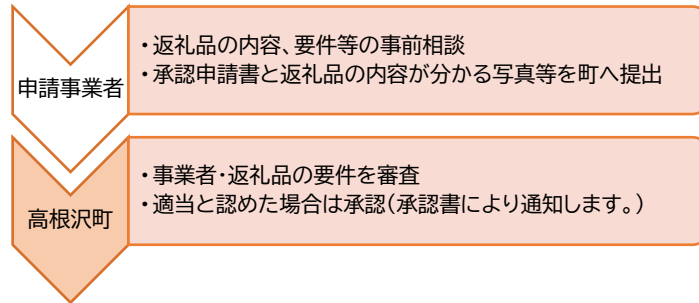 申請事業者
・返礼品の内容、要件等の事前相談
・承認申請書と返礼品の内容が分かる写真等を町へ提出
高根沢町
・事業者・返礼品の要件を審査
・適当と認めた場合は承認(承認書により通知します。)